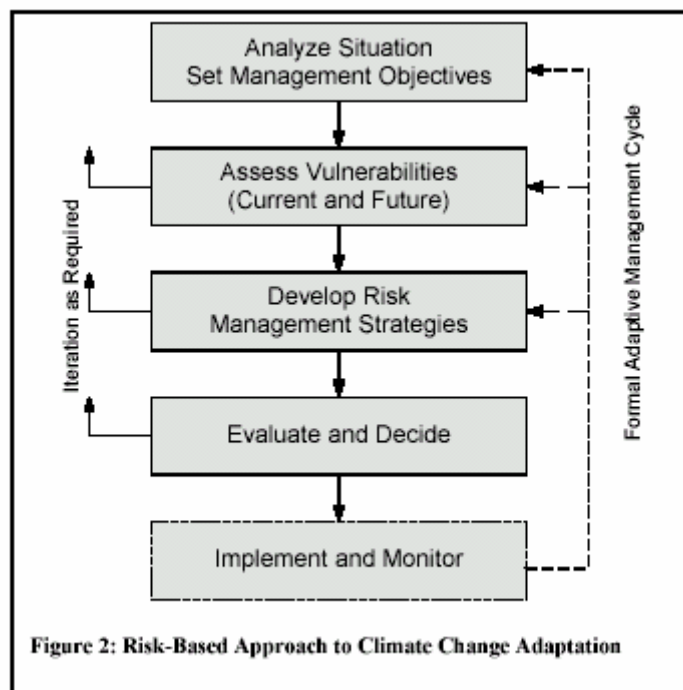 Analyze Situation
Set Management Objectives
Assess Vulnerabilities
(Current and Future)
Develop Risk
Management Strategies
Evaluate and Decide
Implement and Monitor
Iteration as Required
Formal Adaptive Management Cycle
Figure 2: Risk-Based Approach to Climate Change Adaptation